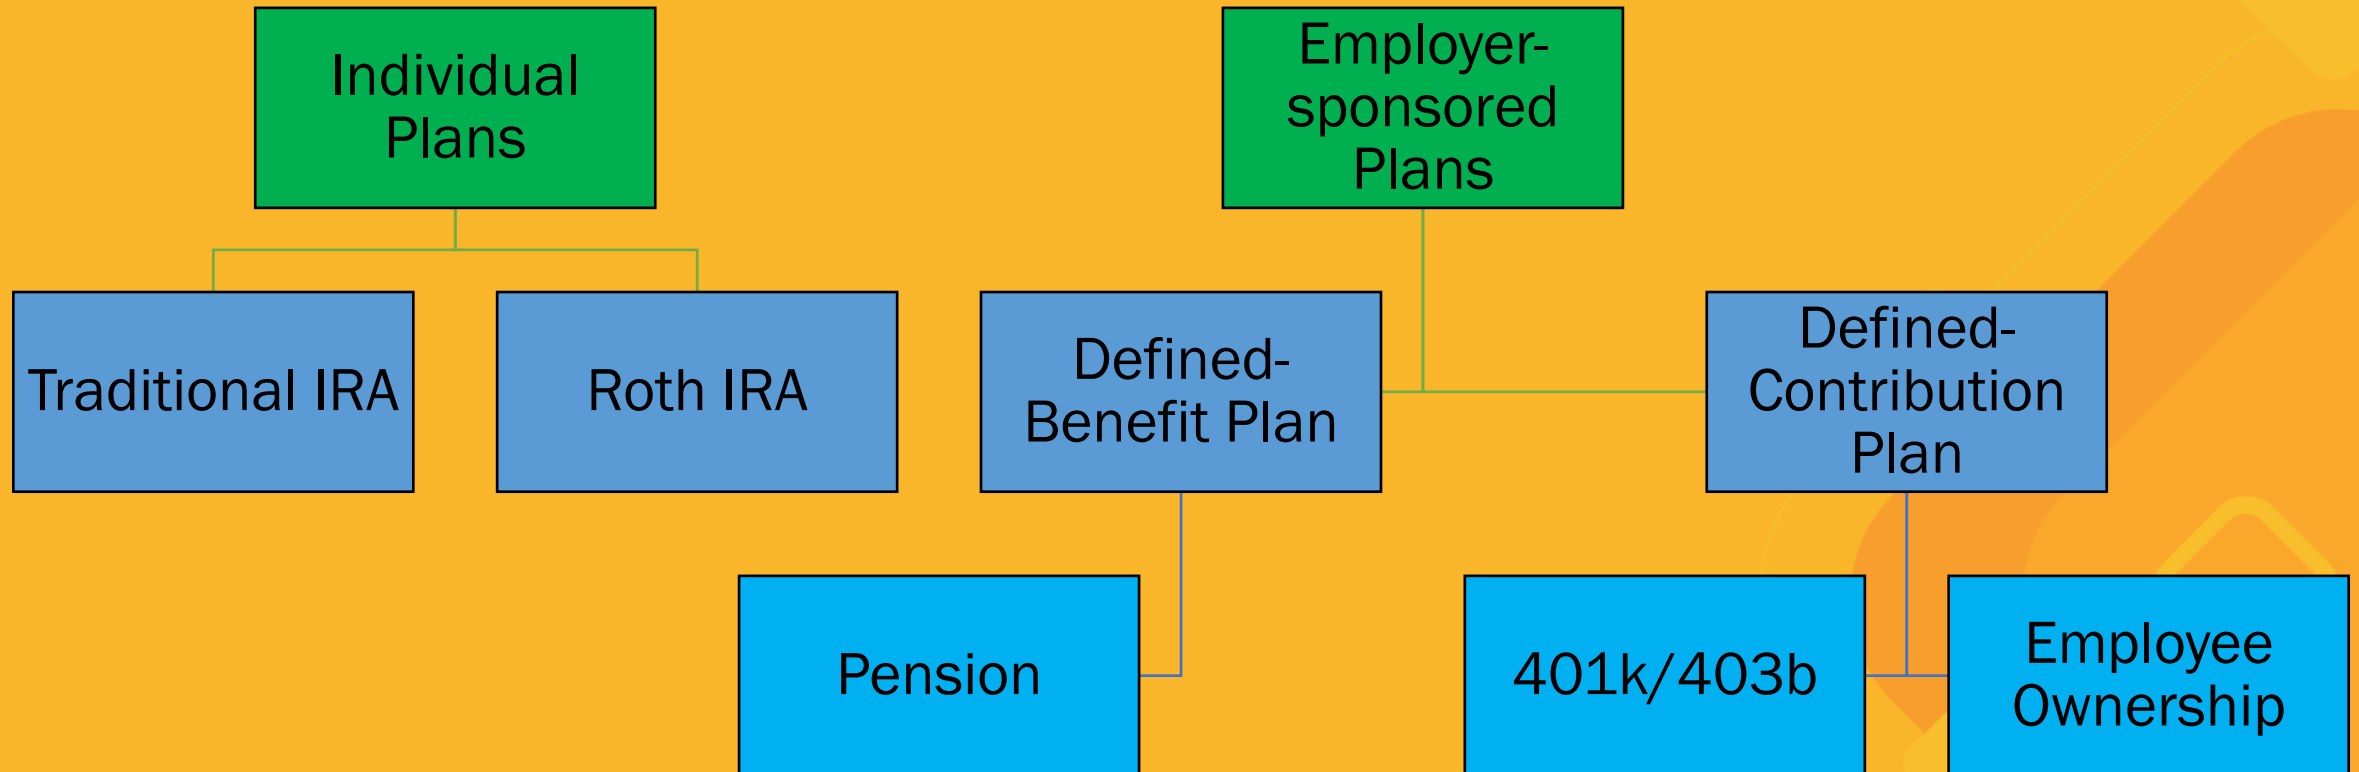 Individual
Plans
Employer-
sponsored
Plans
Traditional IRA
Roth IRA
Defined-
Benefit Plan
Defined-
Contribution
Plan
Pension
401k/403b
Employee
Ownership